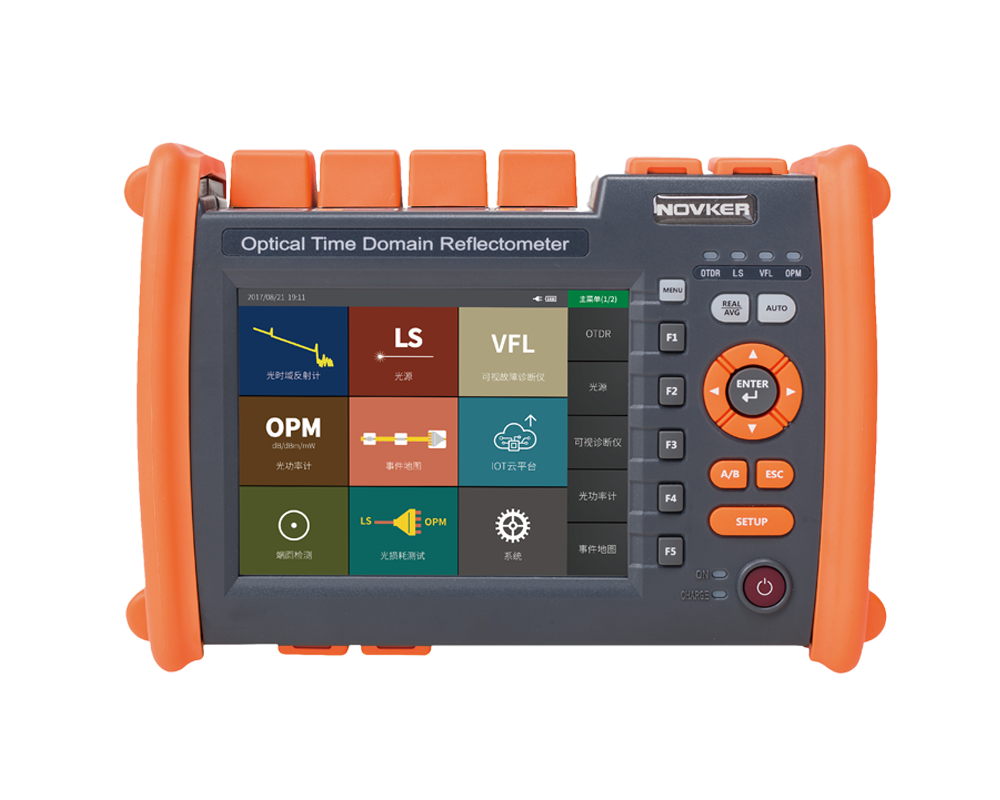 NOVKER
Optical Time Domain Reflectometer
OTDR LS VFL OPM
2017/08/21 19:11
主菜单(1/2)
MENU
REAL
AVG
AUTO
光时域反射计
LS
光源
VFL
可视故障诊断仪
OTDR
F1
光源
F2
ENTER
OPM
dB/dBm/mW
光功率计
事件地图
IOT云平台
可视诊断仪
F3
A/B
ESC
光功率计
F4
SETUP
端面检测
LS
OPM
光损耗测试
系统
事件地图
F5
ON
CHARGE